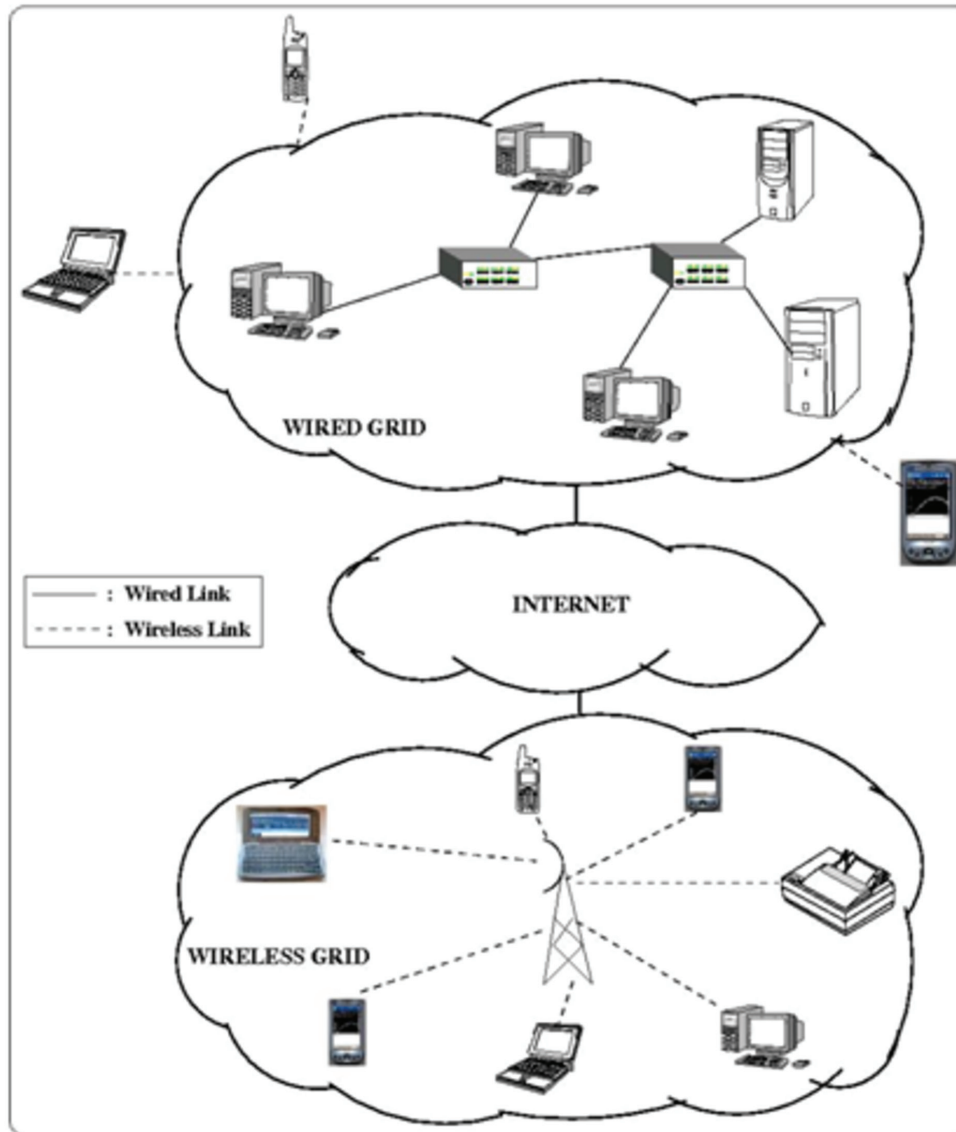 WIRED GRID
INTERNET
: Wired Link
: Wireless Link
WIRELESS GRID